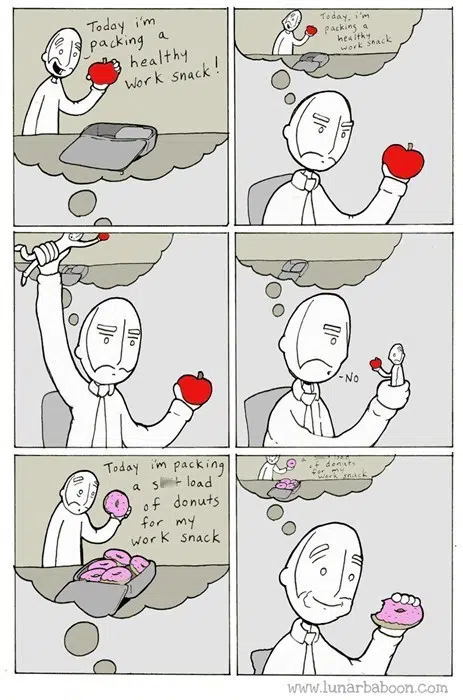 Today i'm
packing a
healthy
work snack!
Today, i'm
packing a
healthy
work snack
-NO
Today i'm packing
a s t load
of donuts
for my
work snack
load
of donuts
for my
work snack
www.lunarbaboon.com